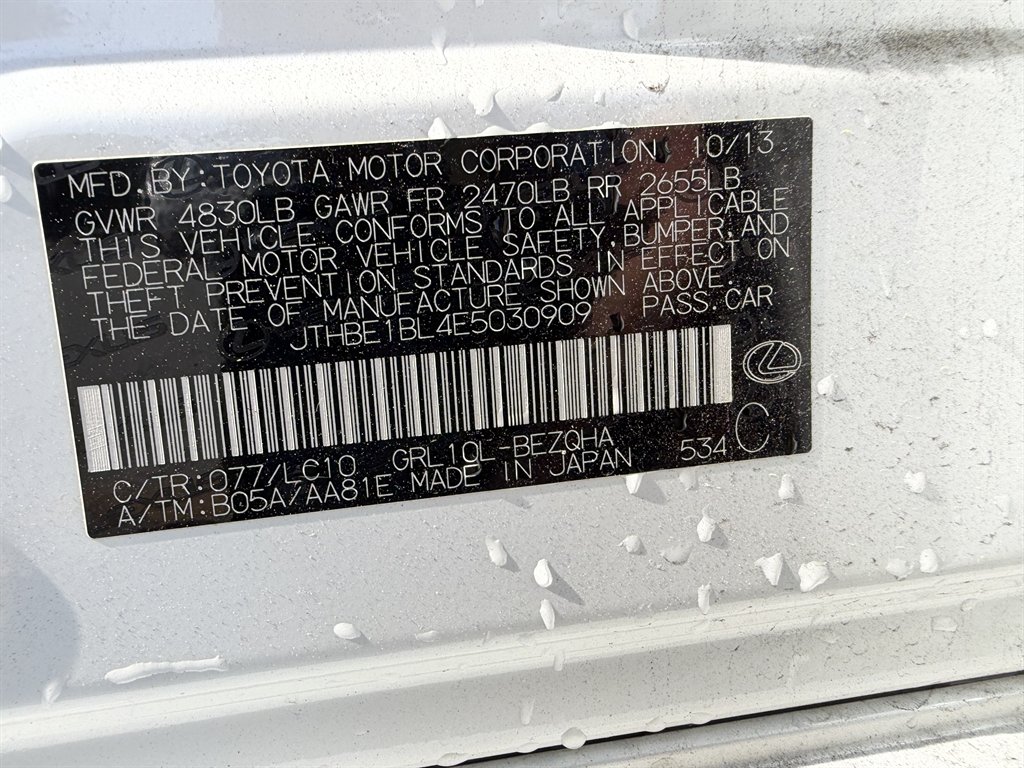 MFD. BY: TOYOTA MOTOR CORPORATION 10/13
GVWR 4830LB GAWR FR 2470LB RR 2655LB
THIS VEHICLE CONFORMS TO ALL APPLICABLE
FEDERAL MOTOR VEHICLE SAFETY, BUMPER, AND
THEFT PREVENTION STANDARDS IN EFFECT ON
THE DATE OF MANUFACTURE SHOWN ABOVE.
JTHBE1BL4E5030909 PASS CAR
C/TR:077/LC10 GRL10L-BEZQHA 534 C
A/TM:B05A/AA81E MADE IN JAPAN